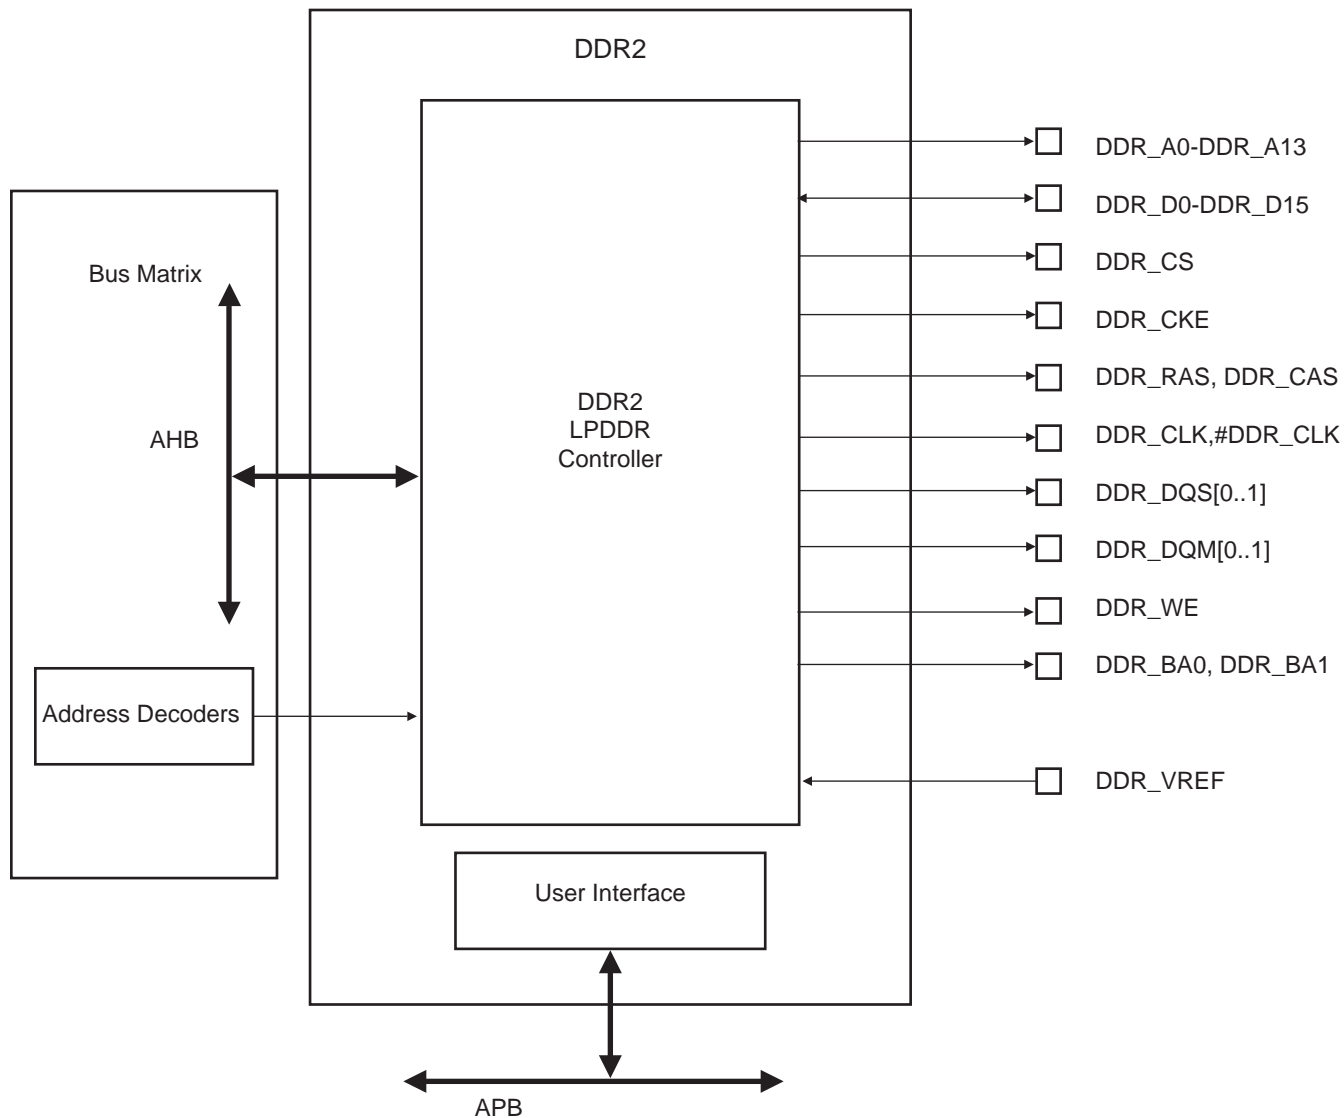 DDR2
DDR_A0-DDR_A13
DDR_D0-DDR_D15
DDR_CS
DDR_CKE
DDR_RAS, DDR_CAS
DDR_CLK,#DDR_CLK
DDR_DQS[0..1]
DDR_DQM[0..1]
DDR_WE
DDR_BA0, DDR_BA1
DDR_VREF
Bus Matrix
AHB
Address Decoders
DDR2
LPDDR
Controller
User Interface
APB